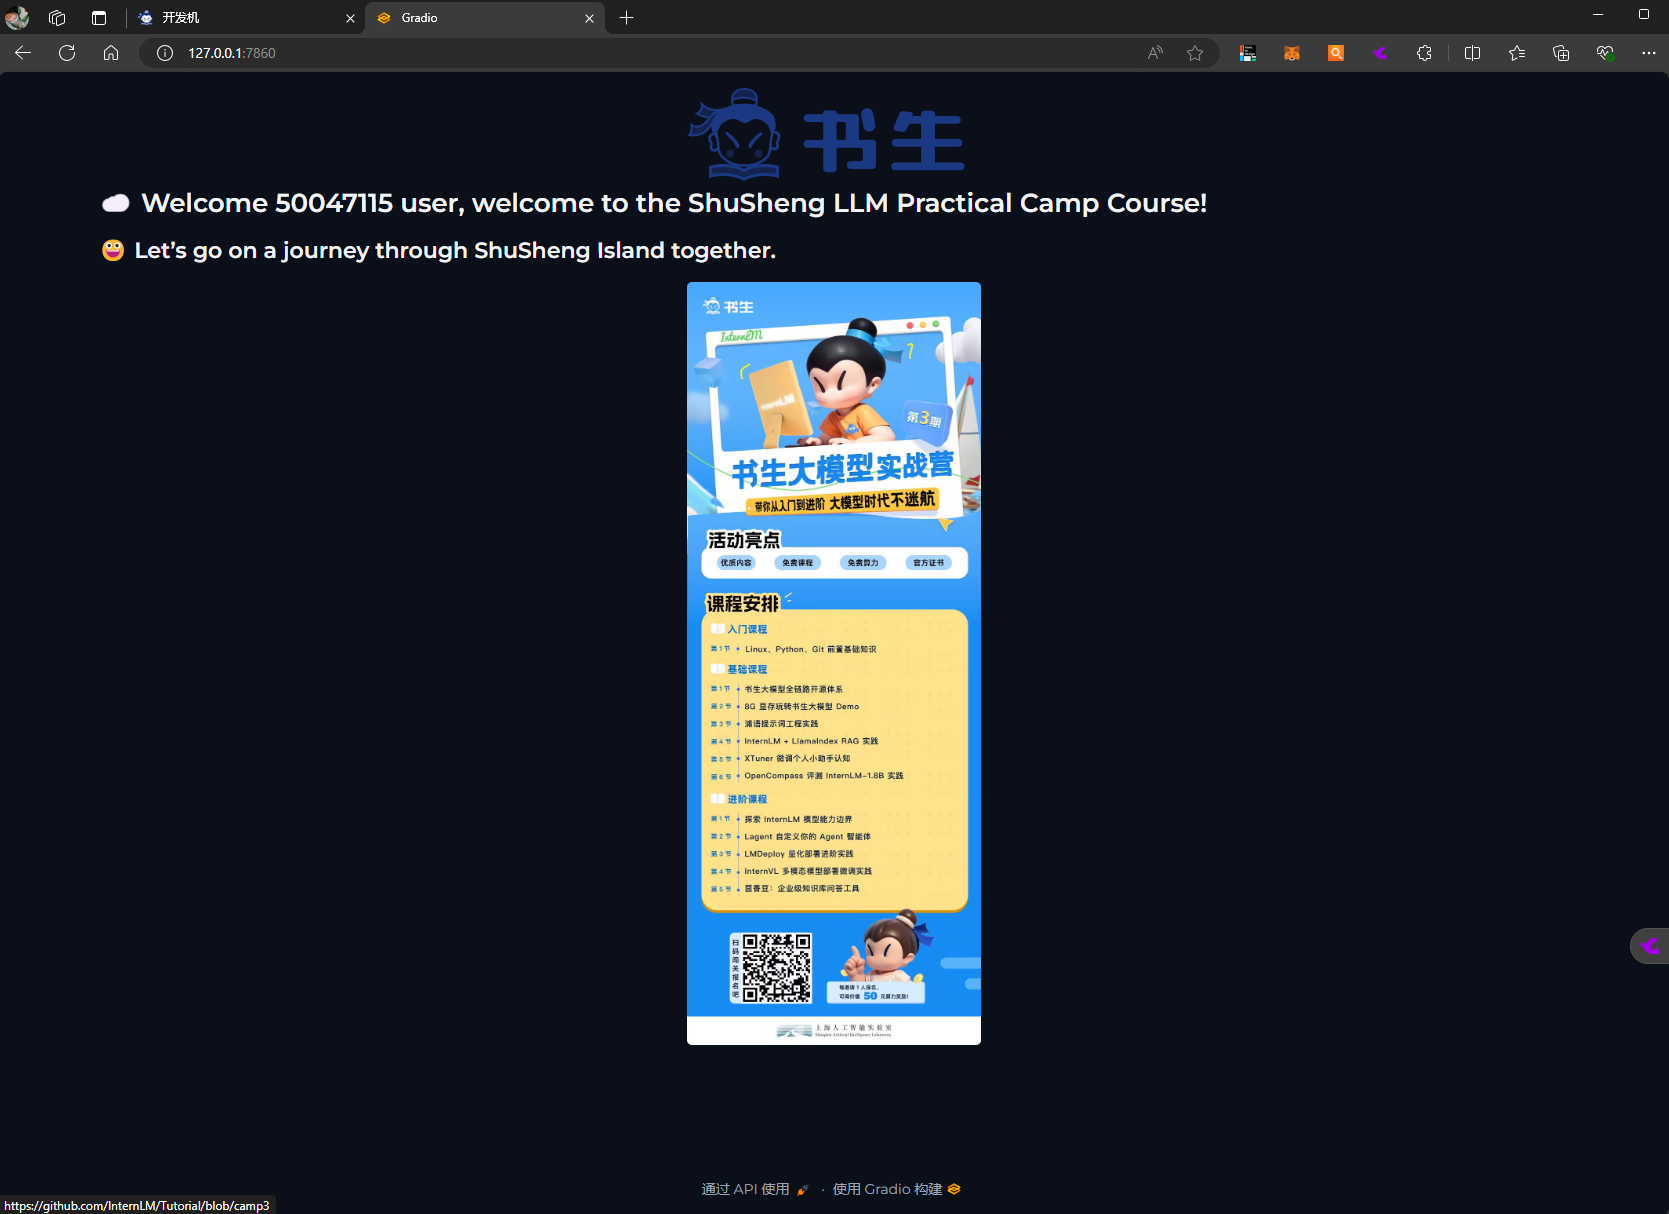 开发机
Gradio
127.0.0.1:7860
书生
Welcome 50047115 user, welcome to the ShuSheng LLM Practical Camp Course!
Let’s go on a journey through ShuSheng Island together.
书生
InternLM
InternLM
第3期
书生大模型实战营
带你从入门到进阶 大模型时代不迷航
活动亮点
优质内容 免费课程 免费算力 官方证书
课程安排
入门课程
第1节 Linux、Python、Git 前置基础知识
基础课程
第1节 书生大模型全链路开源体系
第2节 8G 显存玩转书生大模型 Demo
第3节 浦语提示词工程实践
第4节 InternLM + LlamaIndex RAG 实践
第5节 XTuner 微调个人小助手认知
第6节 OpenCompass 评测 InternLM-1.8B 实践
进阶课程
第1节 探索 InternLM 模型能力边界
第2节 Lagent 自定义你的 Agent 智能体
第3节 LMDeploy 量化部署进阶实践
第4节 InternVL 多模态模型部署微调实践
第5节 茴香豆：企业级知识库问答工具
扫码闯关报名吧
每邀请 1 人报名，
可得价值 50 元算力奖励!
上海人工智能实验室
Shanghai Artificial Intelligence Laboratory
通过 API 使用 · 使用 Gradio 构建
https://github.com/InternLM/Tutorial/blob/camp3